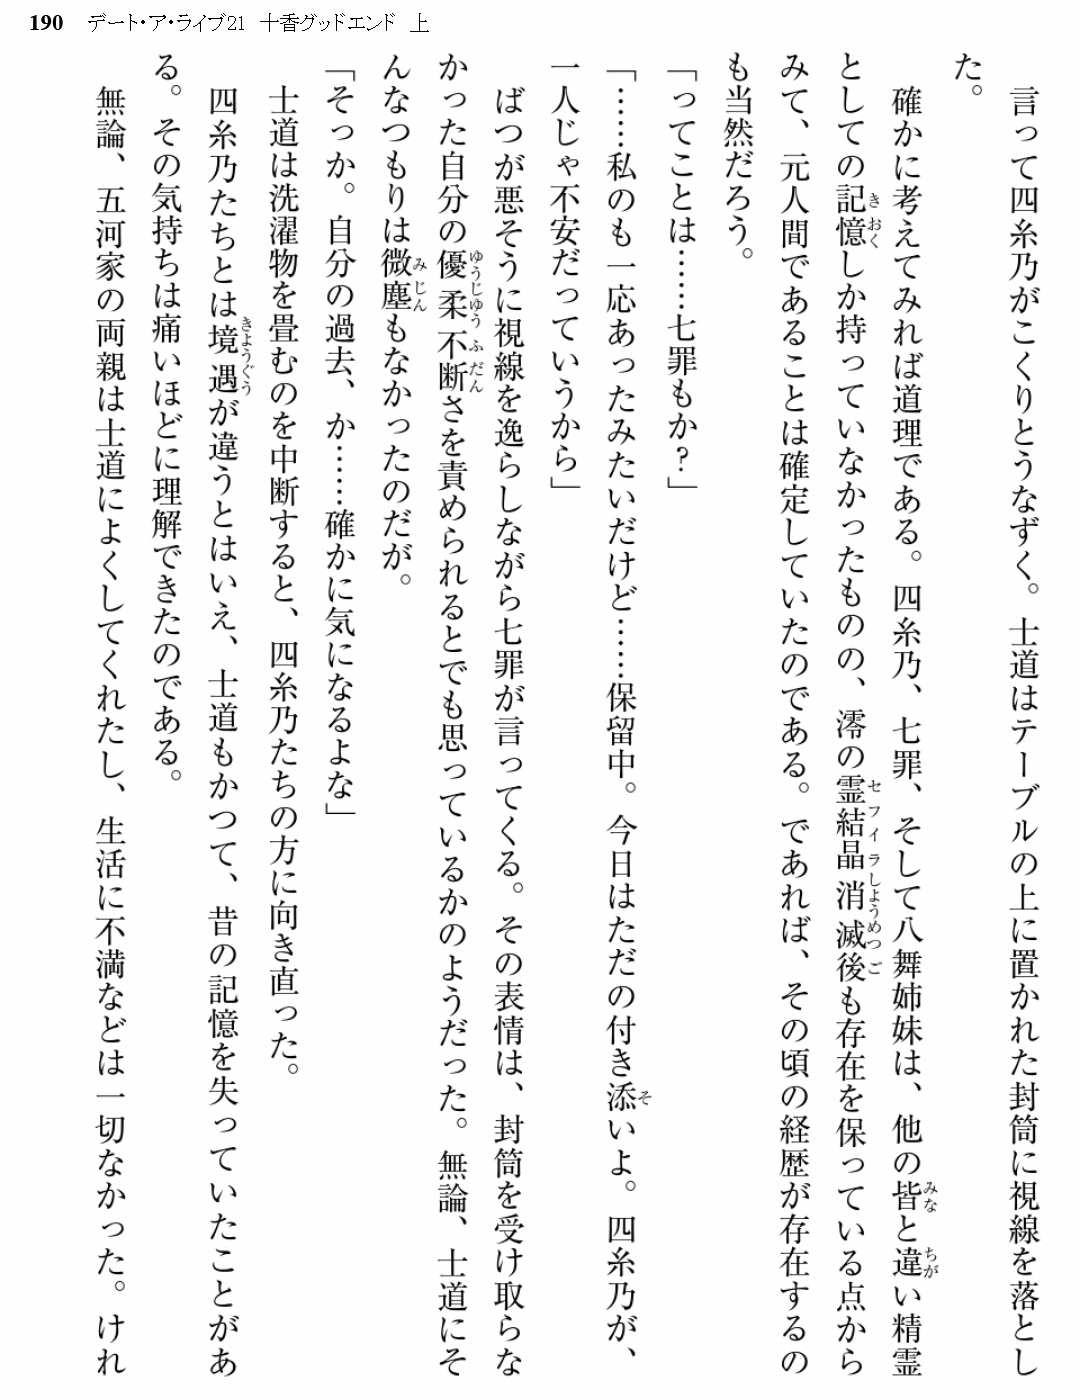 190 デート・ア・ライブ21 十香グッドエンド 上
言って四糸乃がこくりとうなずく。士道はテーブルの上に置かれた封筒に視線を落とし
た。
確かに考えてみれば道理である。四糸乃、七罪、そして八舞姉妹は、他の皆と違い精霊
としての記憶しか持っていなかったものの、澪の霊結晶消滅後も存在を保っている点から
みて、元人間であることは確定していたのである。であれば、その頃の経歴が存在するの
も当然だろう。
「ってことは……七罪もか?」
「……私のも一応あったみたいだけど……保留中。今日はただの付き添いよ。四糸乃が、
一人じゃ不安だっていうから」
ばつが悪そうに視線を逸らしながら七罪が言ってくる。その表情は、封筒を受け取らな
かった自分の優柔不断さを責められるとでも思っているかのようだった。無論、士道にそ
んなつもりは微塵もなかったのだが。
「そっか。自分の過去、か……確かに気になるよな」
士道は洗濯物を畳むのを中断すると、四糸乃たちの方に向き直った。
四糸乃たちとは境遇が違うとはいえ、士道もかつて、昔の記憶を失っていたことがあ
る。その気持ちは痛いほどに理解できたのである。
無論、五河家の両親は士道によくしてくれたし、生活に不満などは一切なかった。けれ